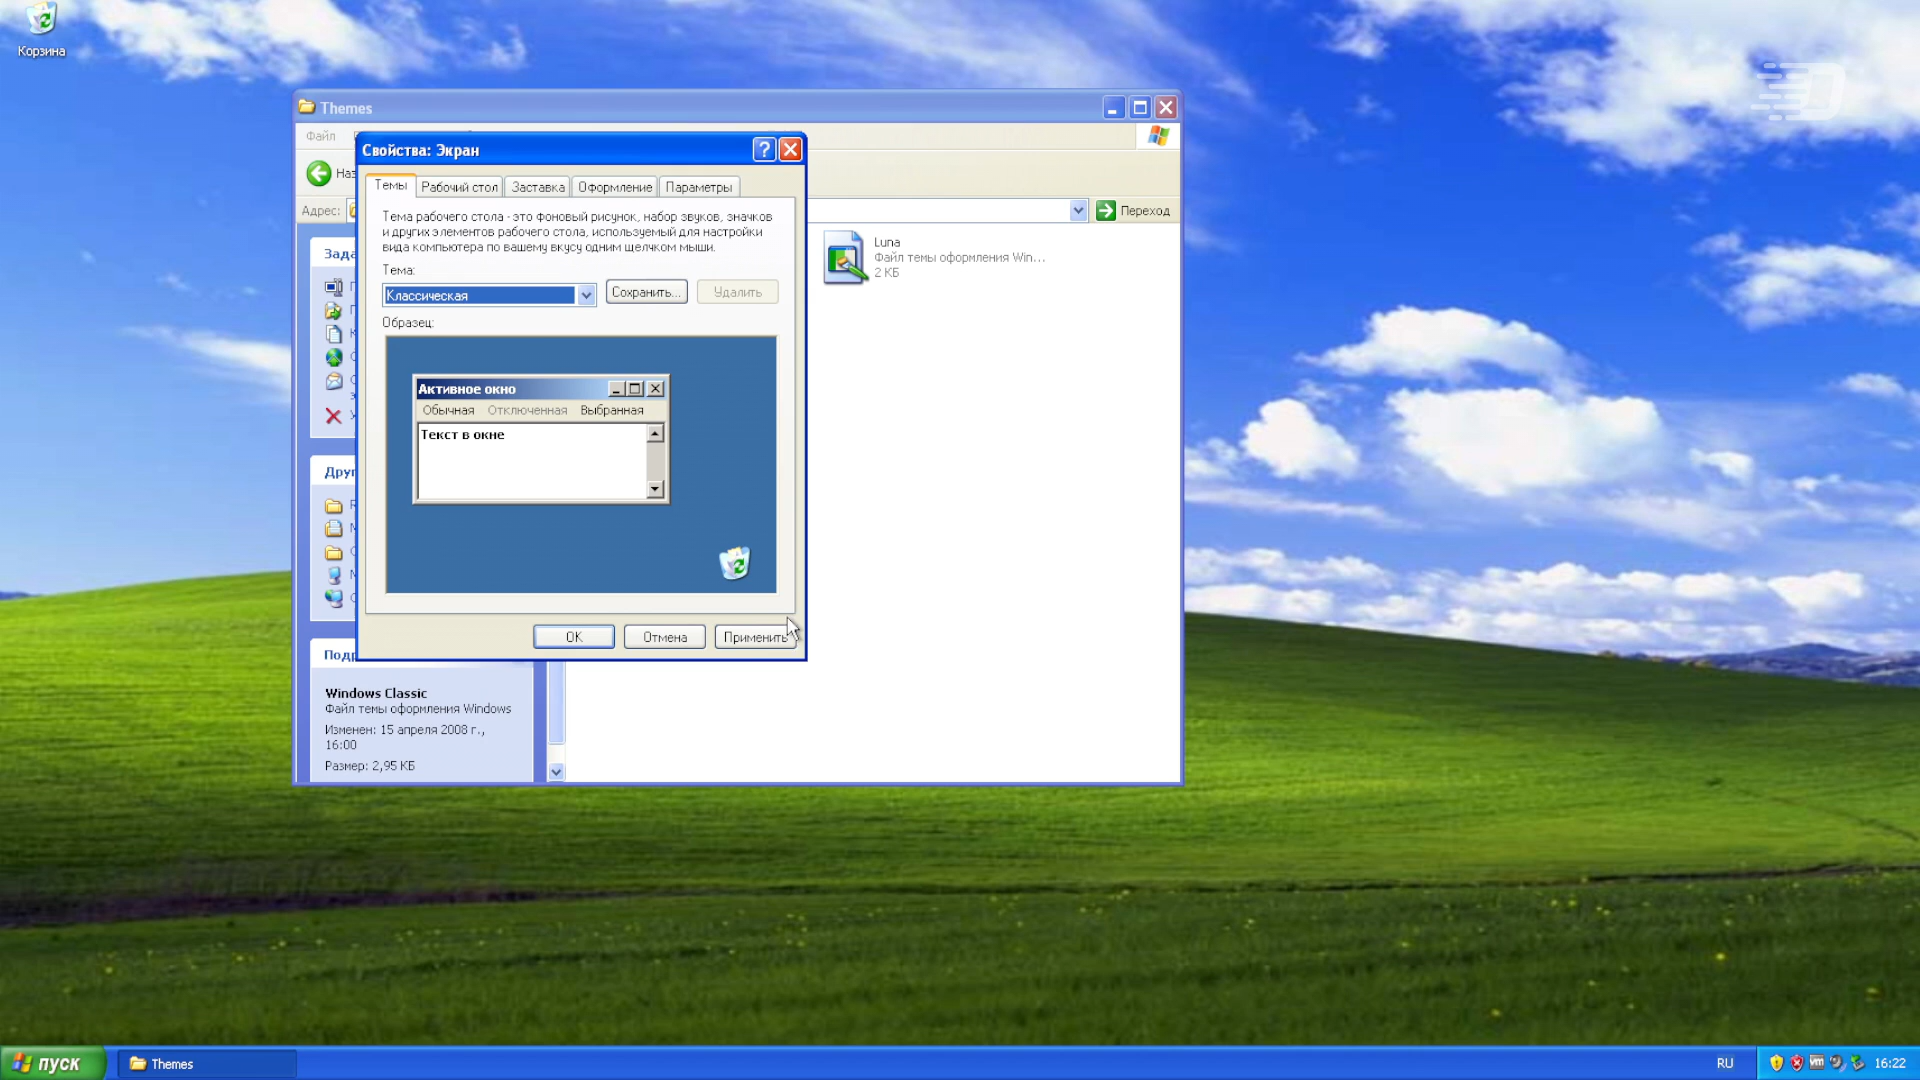 Корзина
Themes
Файл
Адрес:
Переход
Luna
Файл темы оформления Win...
2 КБ
Windows Classic
Файл темы оформления Windows
Изменен: 15 апреля 2008 г.,
16:00
Размер: 2,95 КБ
Свойства: Экран
Темы
Рабочий стол
Заставка
Оформление
Параметры
Тема рабочего стола - это фоновый рисунок, набор звуков, значков
и других элементов рабочего стола, используемый для настройки
вида компьютера по вашему вкусу одним щелчком мыши.
Тема:
Классическая
Сохранить...
Удалить
Образец:
Активное окно
Обычная Отключенная Выбранная
Текст в окне
OK
Отмена
Применить
пуск
Themes
RU
16:22